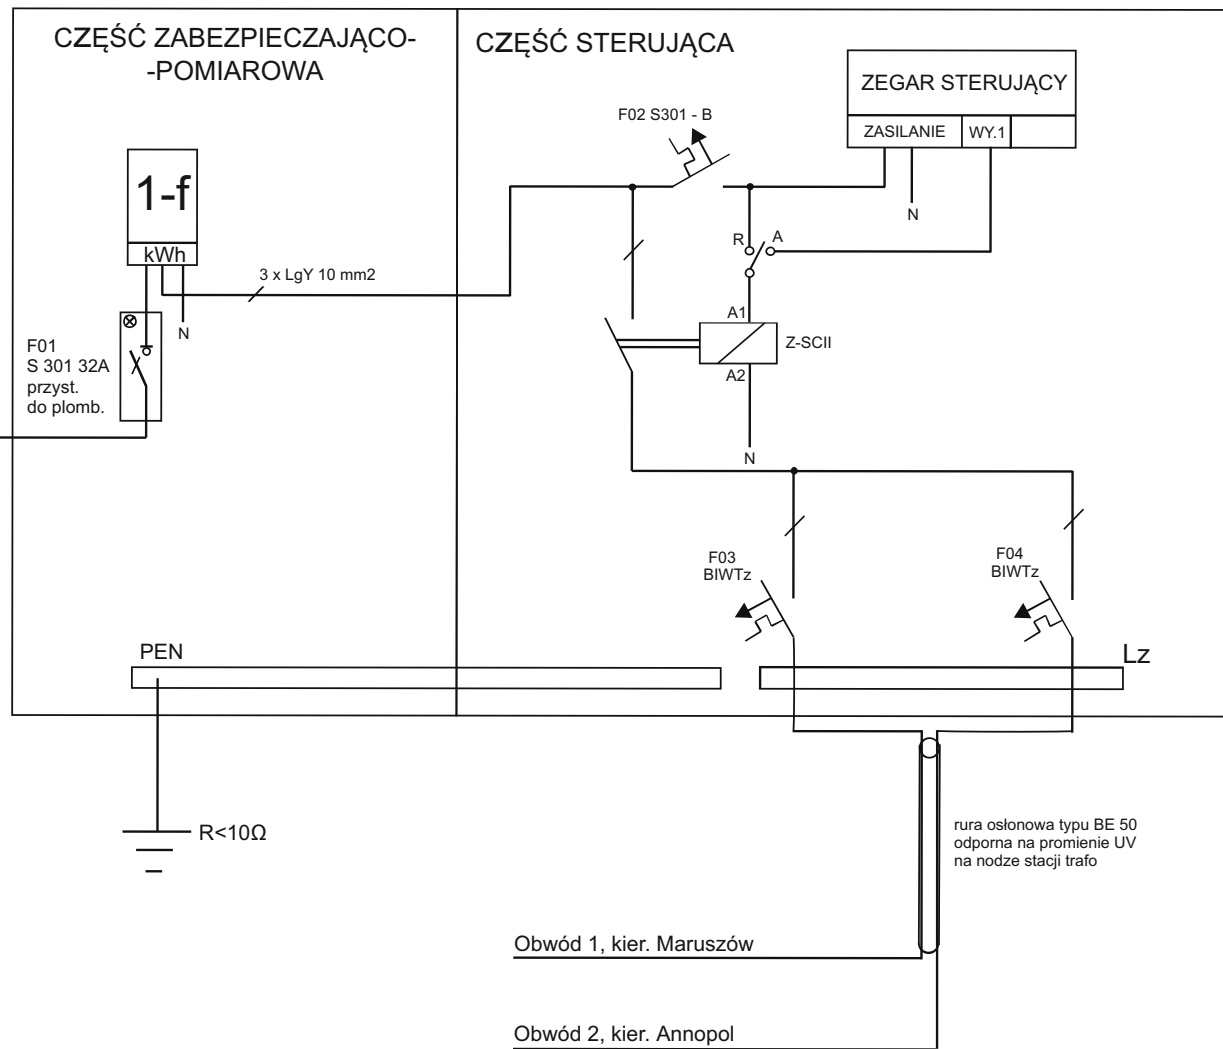 CZĘŚĆ ZABEZPIECZAJĄCO-
-POMIAROWA
CZĘŚĆ STERUJĄCA
ZEGAR STERUJĄCY
ZASILANIE
WY.1
F02 S301 - B
N
1-f
kWh
3 x LgY 10 mm2
N
R
A
A1
Z-SCII
A2
N
F01
S 301 32A
przyst.
do plomb.
F03
BIWTz
F04
BIWTz
PEN
Lz
R<10Ω
rura osłonowa typu BE 50
odporna na promienie UV
na nodze stacji trafo
Obwód 1, kier. Maruszów
Obwód 2, kier. Annopol